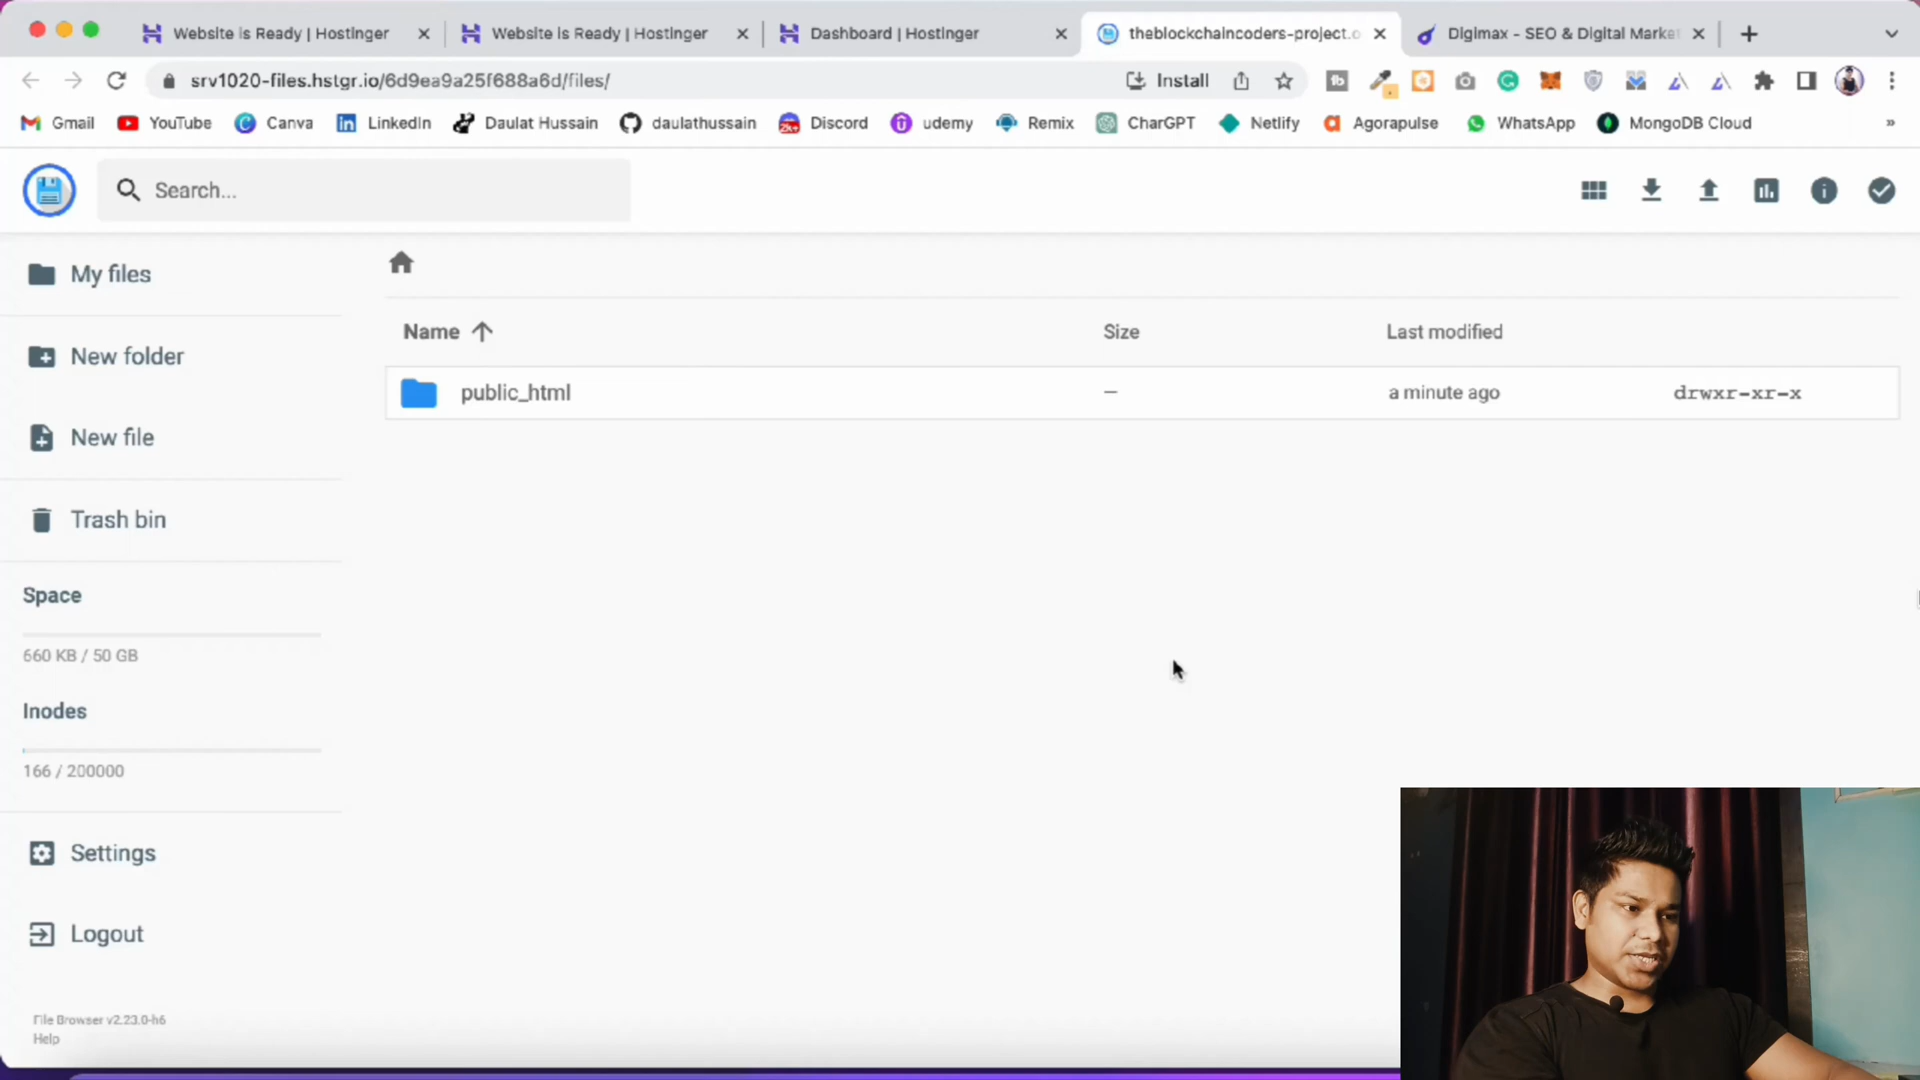 Website is Ready | Hostinger
Website is Ready | Hostinger
Dashboard | Hostinger
theblockchaincoders-project.o
Digimax - SEO & Digital Marke
srv1020-files.hstgr.io/6d9ea9a25f688a6d/files/
Install
Gmail YouTube Canva LinkedIn Daulat Hussain daulathussain Discord udemy Remix CharGPT Netlify Agorapulse WhatsApp MongoDB Cloud »
Search...
My files
New folder
New file
Trash bin
Space
660 KB / 50 GB
Inodes
166 / 200000
Settings
Logout
File Browser v2.23.0-h6
Help
Name Size Last modified
public_html — a minute ago drwxr-xr-x